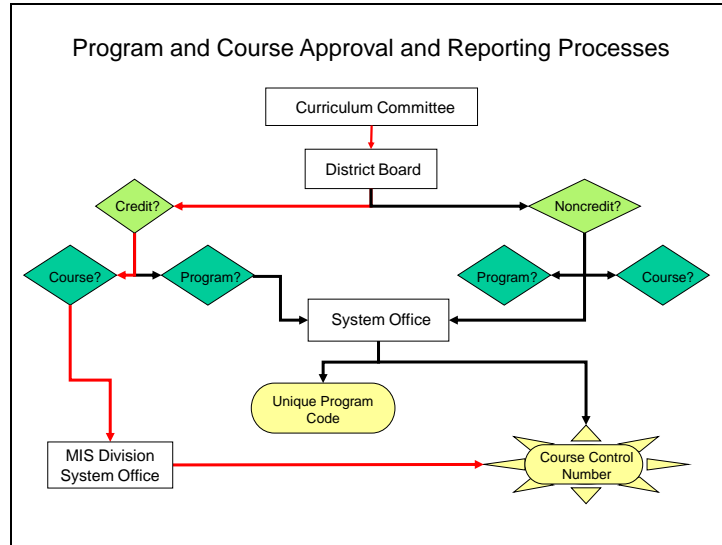 Program and Course Approval and Reporting Processes
Curriculum Committee
District Board
Credit?
Noncredit?
Course?
Program?
Program?
Course?
System Office
Unique Program
Code
MIS Division
System Office
Course Control
Number